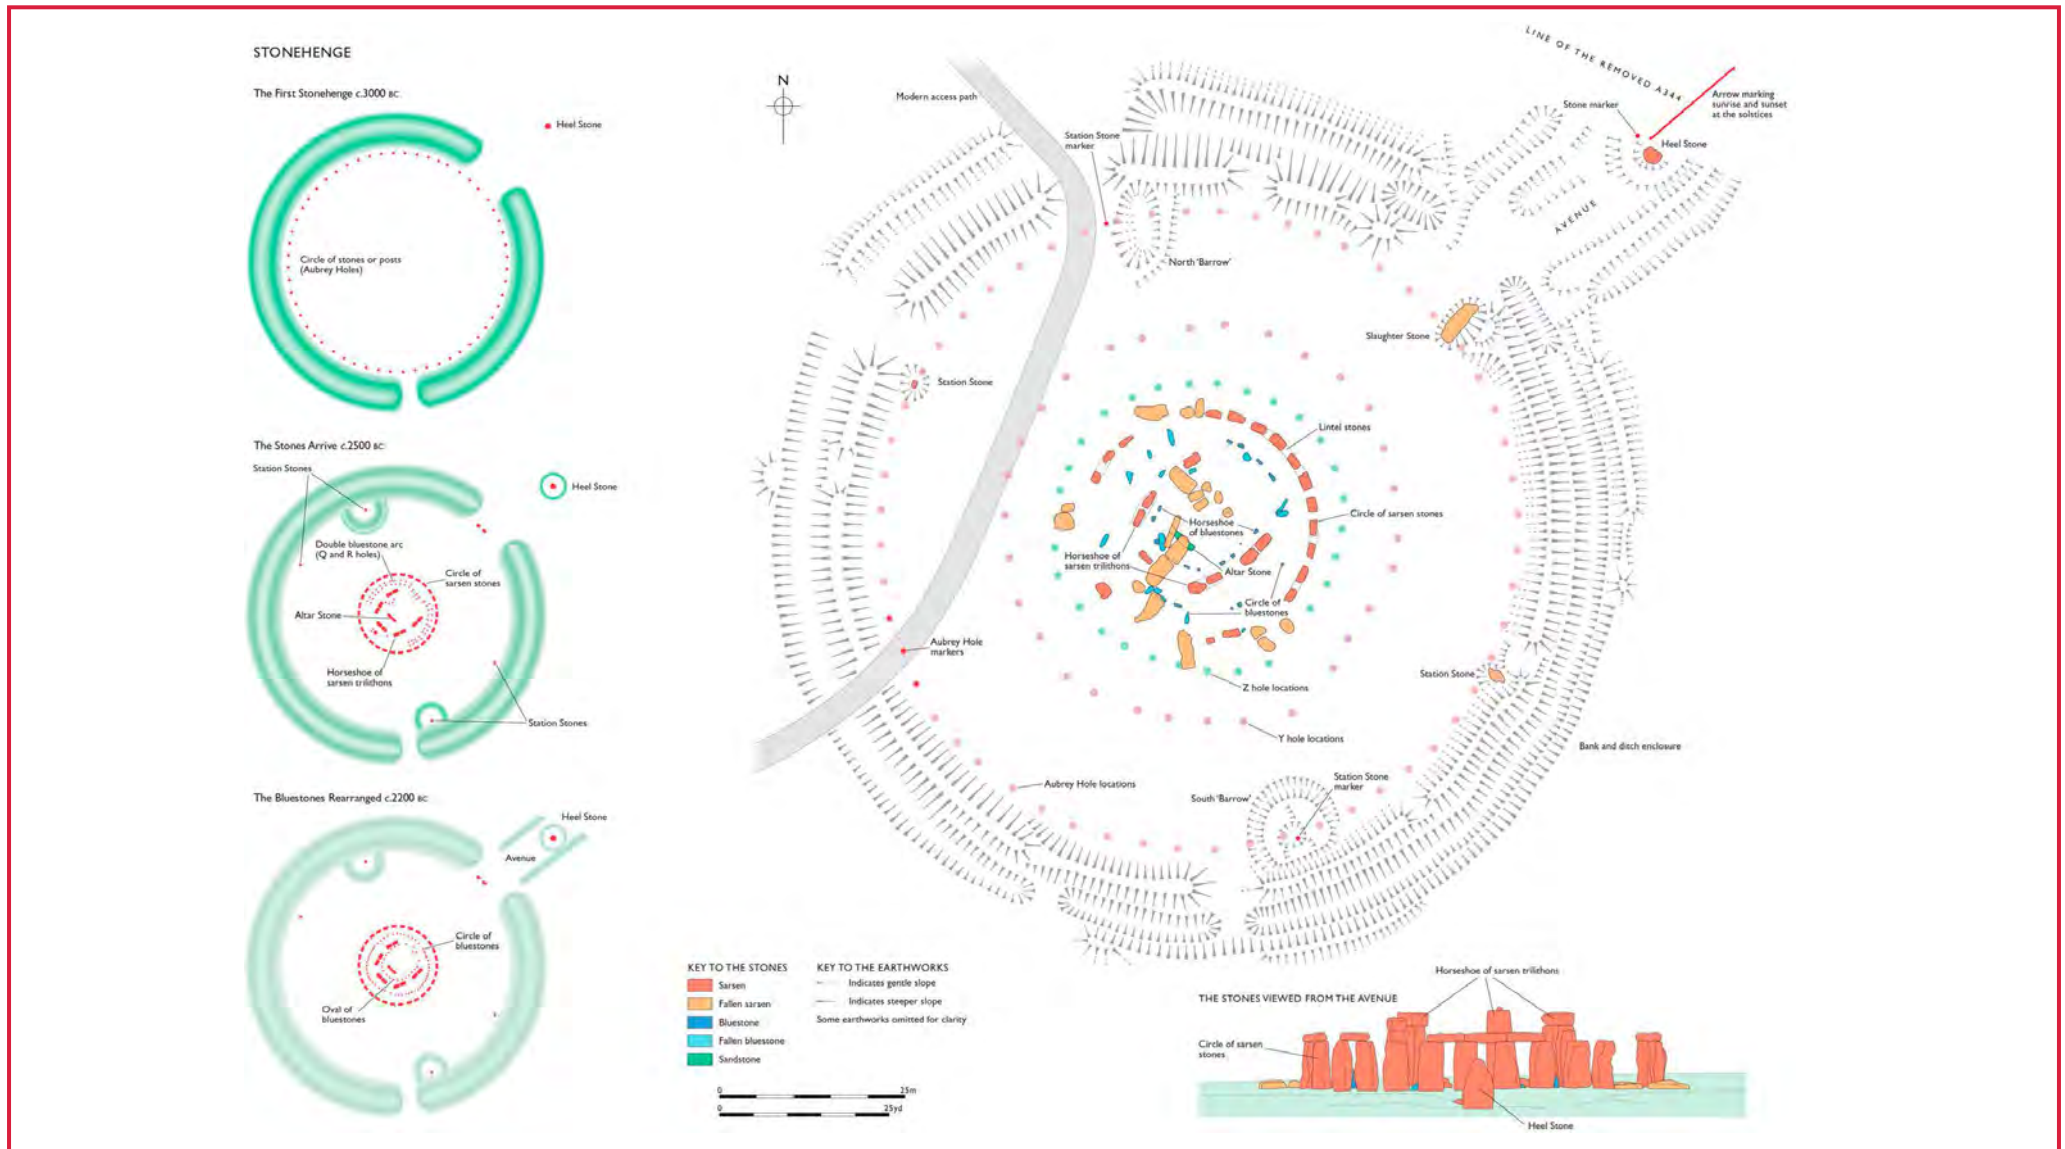 STONEHENGE
The First Stonehenge c.3000 BC
Heel Stone
Circle of stones or posts
(Aubrey Holes)
The Stones Arrive c.2500 BC
Station Stones
Heel Stone
Double bluestone arc
(Q and R holes)
Circle of
sarsen stones
Altar Stone
Horseshoe of
sarsen trilithons
Station Stones
The Bluestones Rearranged c.2200 BC
Heel Stone
Avenue
Circle of
bluestones
Oval of
bluestones
N
Modern access path
Station Stone
marker
LINE OF THE REMOVED A344
Stone marker
Arrow marking
sunrise and sunset
at the solstices
Heel Stone
AVENUE
North 'Barrow'
Slaughter Stone
Station Stone
Lintel stones
Circle of sarsen stones
Horseshoe
of bluestones
Horseshoe of
sarsen trilithons
Altar Stone
Circle of
bluestones
Aubrey Hole
markers
Station Stone
Z hole locations
Y hole locations
Bank and ditch enclosure
Aubrey Hole locations
Station Stone
marker
South 'Barrow'
KEY TO THE STONES
Sarsen
Fallen sarsen
Bluestone
Fallen bluestone
Sandstone
KEY TO THE EARTHWORKS
Indicates gentle slope
Indicates steeper slope
Some earthworks omitted for clarity
0 25m
0 25yd
THE STONES VIEWED FROM THE AVENUE
Horseshoe of sarsen trilithons
Circle of sarsen
stones
Heel Stone